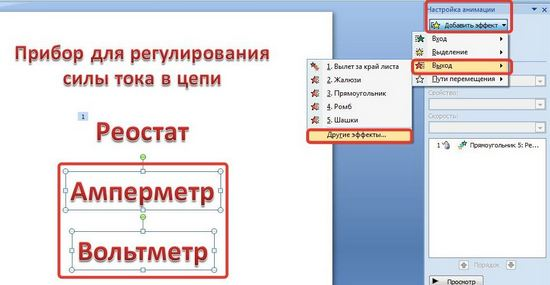 Прибор для регулирования
силы тока в цепи
1
Реостат
Амперметр
Вольтметр
Настройка анимации
Добавить эффект
Вход
Выделение
Выход
Пути перемещения
1. Вылет за край листа
2. Жалюзи
3. Прямоугольник
4. Ромб
5. Шашки
Другие эффекты...
Свойство:
Скорость:
1 Прямоугольник 5: Ре...
Порядок
Просмотр